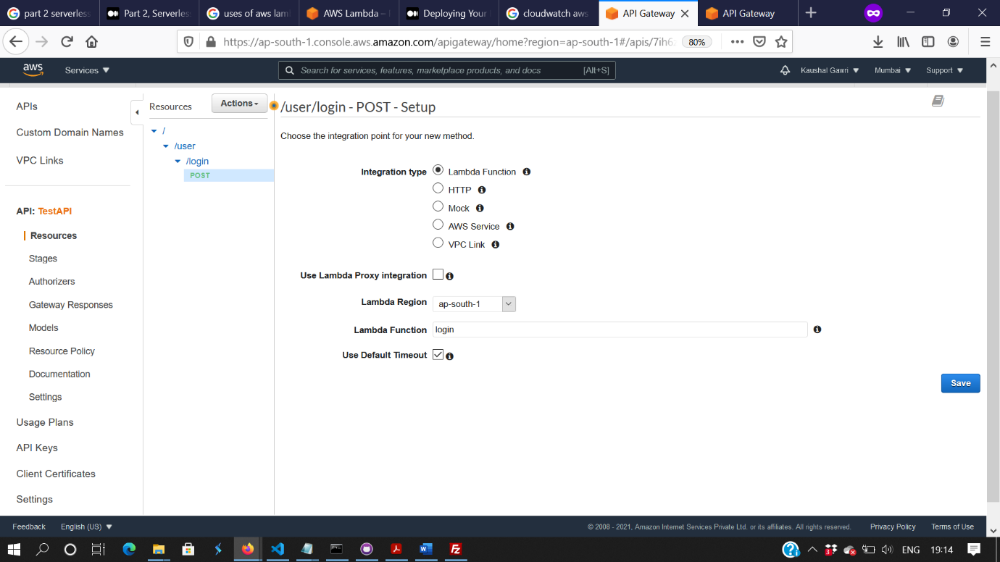 part 2 serverless
Part 2, Serverles
uses of aws lam
AWS Lambda –
Deploying Your
cloudwatch aws
API Gateway
API Gateway
https://ap-south-1.console.aws.amazon.com/apigateway/home?region=ap-south-1#/apis/7ih6
80%
aws
Services
Search for services, features, marketplace products, and docs
[Alt+S]
Kaushal Gawri
Mumbai
Support
APIs
Custom Domain Names
VPC Links
API: TestAPI
Resources
Stages
Authorizers
Gateway Responses
Models
Resource Policy
Documentation
Settings
Usage Plans
API Keys
Client Certificates
Settings
Resources
Actions
/
/user
/login
POST
/user/login - POST - Setup
Choose the integration point for your new method.
Integration type
Lambda Function
HTTP
Mock
AWS Service
VPC Link
Use Lambda Proxy integration
Lambda Region
ap-south-1
Lambda Function
login
Use Default Timeout
Save
Feedback
English (US)
© 2008 - 2021, Amazon Internet Services Private Ltd. or its affiliates. All rights reserved.
Privacy Policy
Terms of Use
3
ENG
19:14